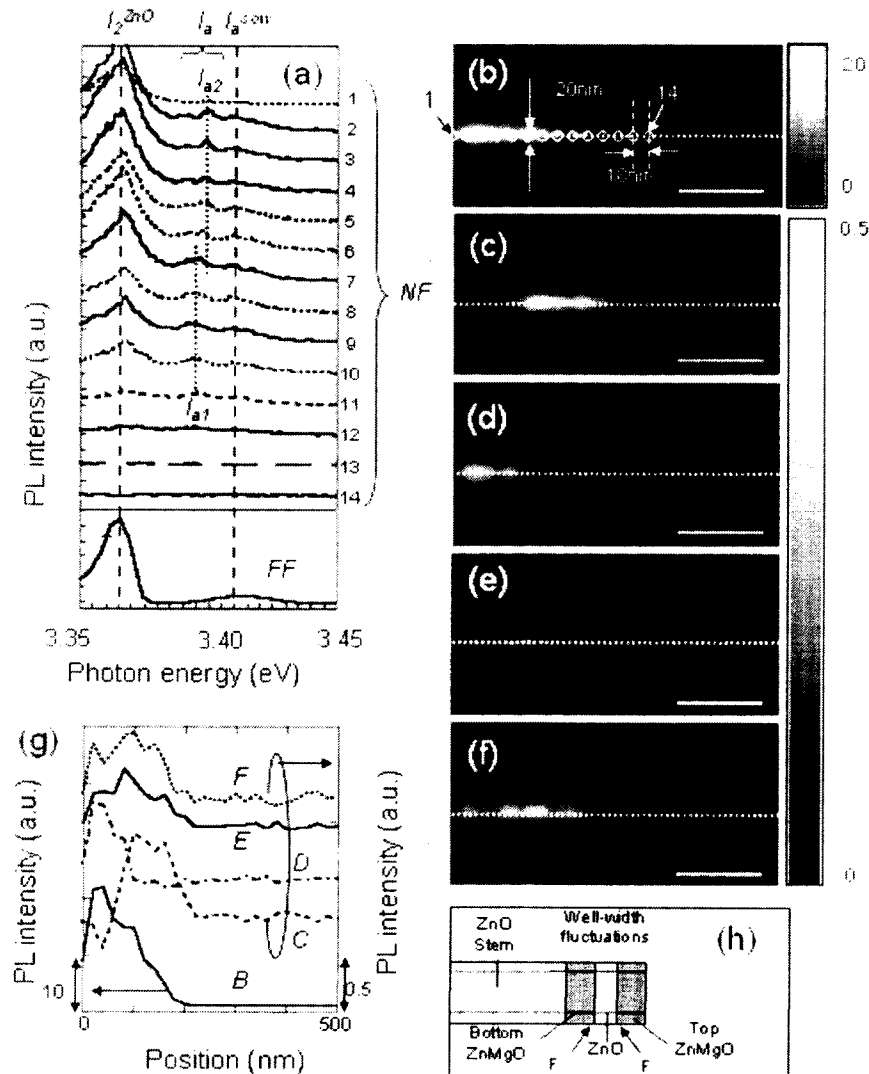 I₂ZnO Iₐ Iₐconv
(a)
Iₐ₂
1
2
3
4
5
6
7
8
9
10
11
12
13
14
NF
Iₐ₁
FF
PL intensity (a.u.)
3.35 3.40 3.45
Photon energy (eV)
(b)
1
20nm
14
10nm
20
0
(c)
(d)
(e)
(f)
0.5
0
(g)
PL intensity (a.u.)
PL intensity (a.u.)
F
E
D
C
B
10
0.5
0 500
Position (nm)
(h)
ZnO
Stem
Well-width
fluctuations
Bottom
ZnMgO
F
ZnO
F
Top
ZnMgO